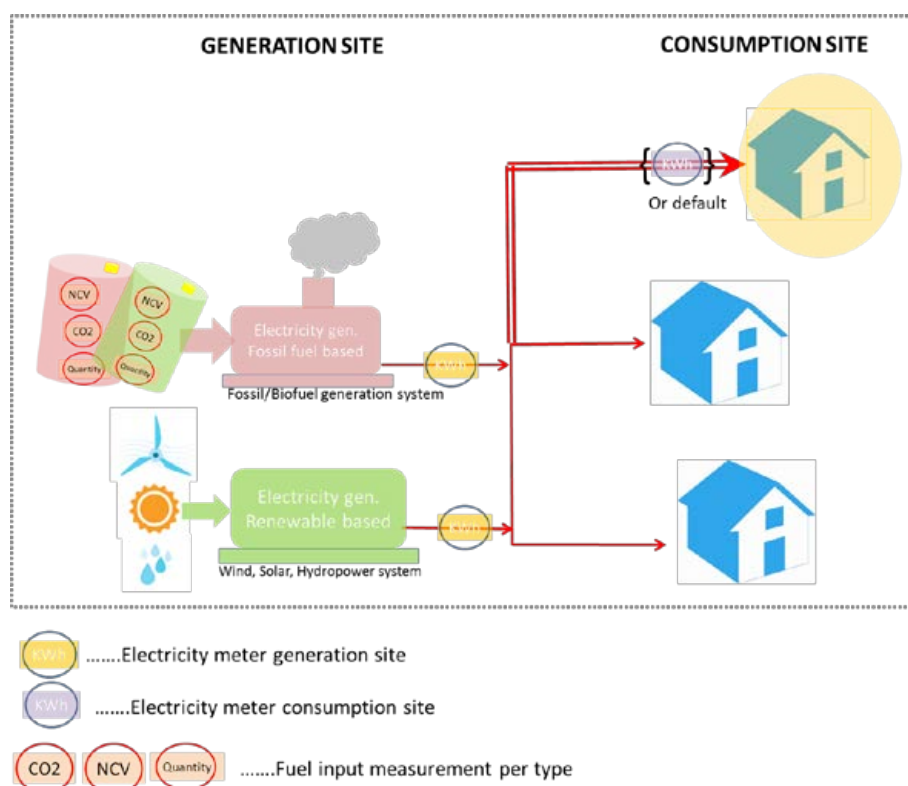 GENERATION SITE
CONSUMPTION SITE
{KWh}
Or default
NCV
NCV
CO2
CO2
Quantity
Quantity
Electricity gen.
Fossil fuel based
KWh
Fossil/Biofuel generation system
Electricity gen.
Renewable based
KWh
Wind, Solar, Hydropower system
KWh .......Electricity meter generation site
KWh .......Electricity meter consumption site
CO2 NCV Quantity .......Fuel input measurement per type